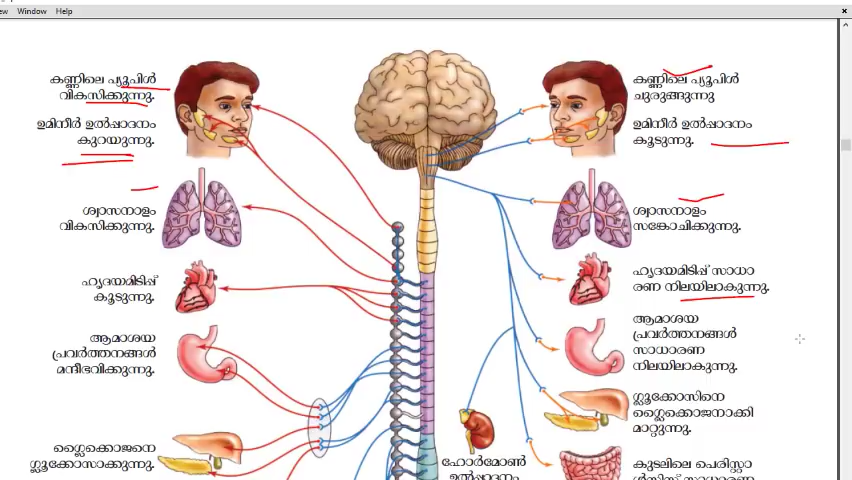 Window Help
കണ്ണിലെ പ്യൂപിൾ
വികസിക്കുന്നു.
ഉമിനീർ ഉൽപ്പാദനം
കുറയുന്നു.
ശ്വാസനാളം
വികസിക്കുന്നു.
ഹൃദയമിടിപ്പ്
കൂടുന്നു.
ആമാശയ
പ്രവർത്തനങ്ങൾ
മന്ദീഭവിക്കുന്നു.
ഗ്ലൈക്കൊജനെ
ഗ്ലൂക്കോസാക്കുന്നു.
കണ്ണിലെ പ്യൂപിൾ
ചുരുങ്ങുന്നു
ഉമിനീർ ഉൽപ്പാദനം
കൂടുന്നു.
ശ്വാസനാളം
സങ്കോചിക്കുന്നു.
ഹൃദയമിടിപ്പ് സാധാ
രണ നിലയിലാകുന്നു.
ആമാശയ
പ്രവർത്തനങ്ങൾ
സാധാരണ
നിലയിലാകുന്നു.
ഗ്ലൂക്കോസിനെ
ഗ്ലൈക്കൊജനാക്കി
മാറ്റുന്നു.
ഹോർമോൺ
കുടലിലെ പെരിസ്റ്റാ